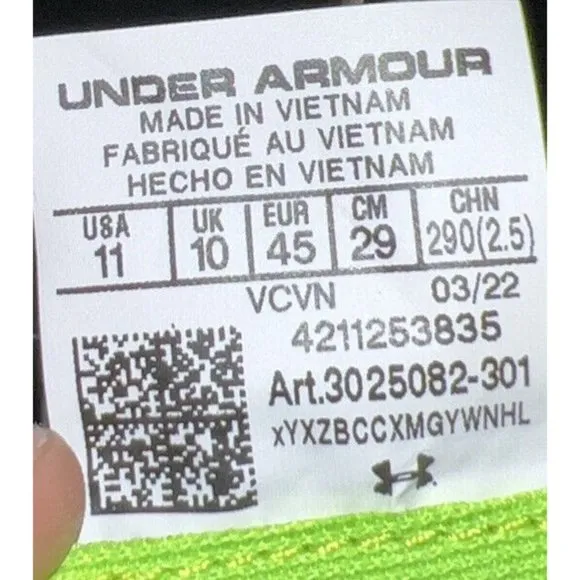 UNDER ARMOUR
MADE IN VIETNAM
FABRIQUÉ AU VIETNAM
HECHO EN VIETNAM
USA UK EUR CM CHN
11 10 45 29 290(2.5)
VCVN 03/22
4211253835
Art.3025082-301
xYXZBCCXMGYWNHL